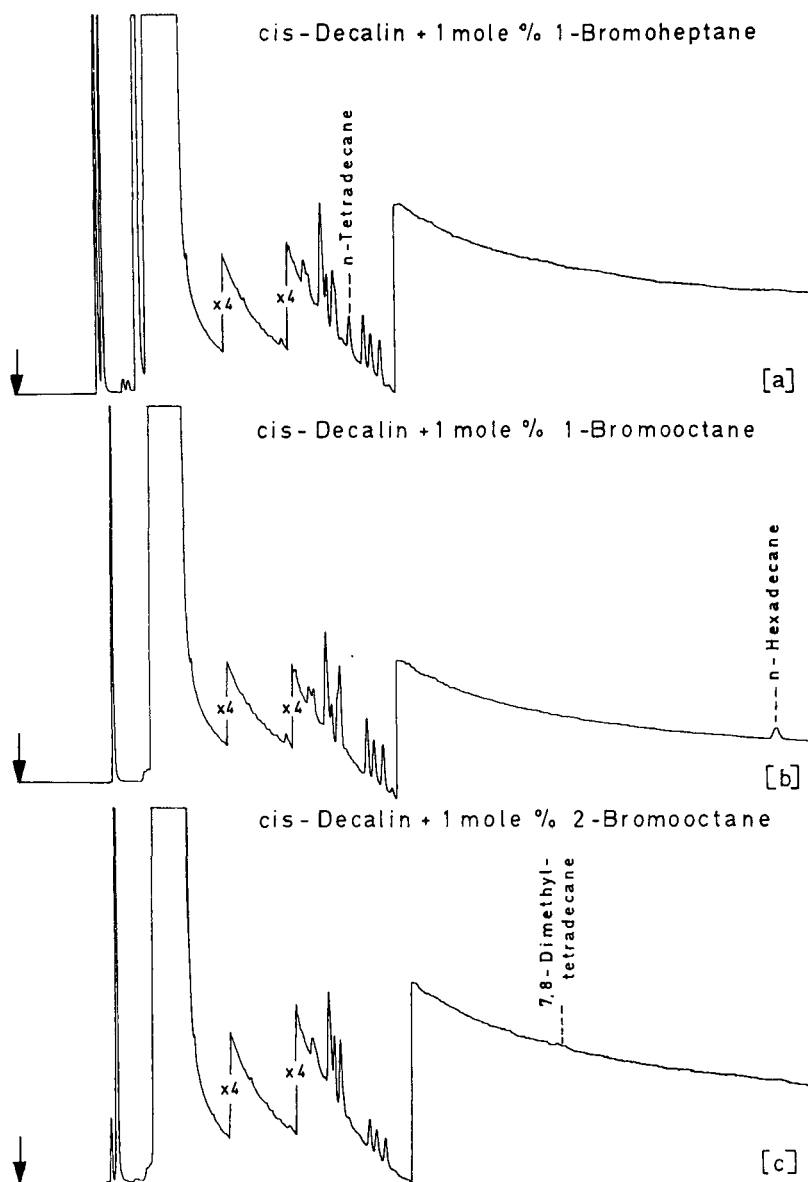 cis-Decalin + 1 mole % 1-Bromoheptane
n-Tetradecane
x4
x4
[a]
cis-Decalin + 1 mole % 1-Bromooctane
n-Hexadecane
x4
x4
[b]
cis-Decalin + 1 mole % 2-Bromooctane
7,8-Dimethyl-
tetradecane
x4
x4
[c]